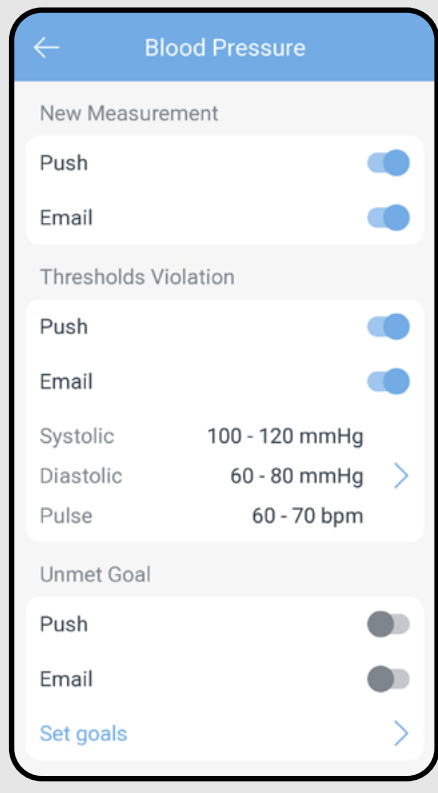 Blood Pressure
New Measurement
Push
Email
Thresholds Violation
Push
Email
Systolic 100 - 120 mmHg
Diastolic 60 - 80 mmHg
Pulse 60 - 70 bpm
Unmet Goal
Push
Email
Set goals